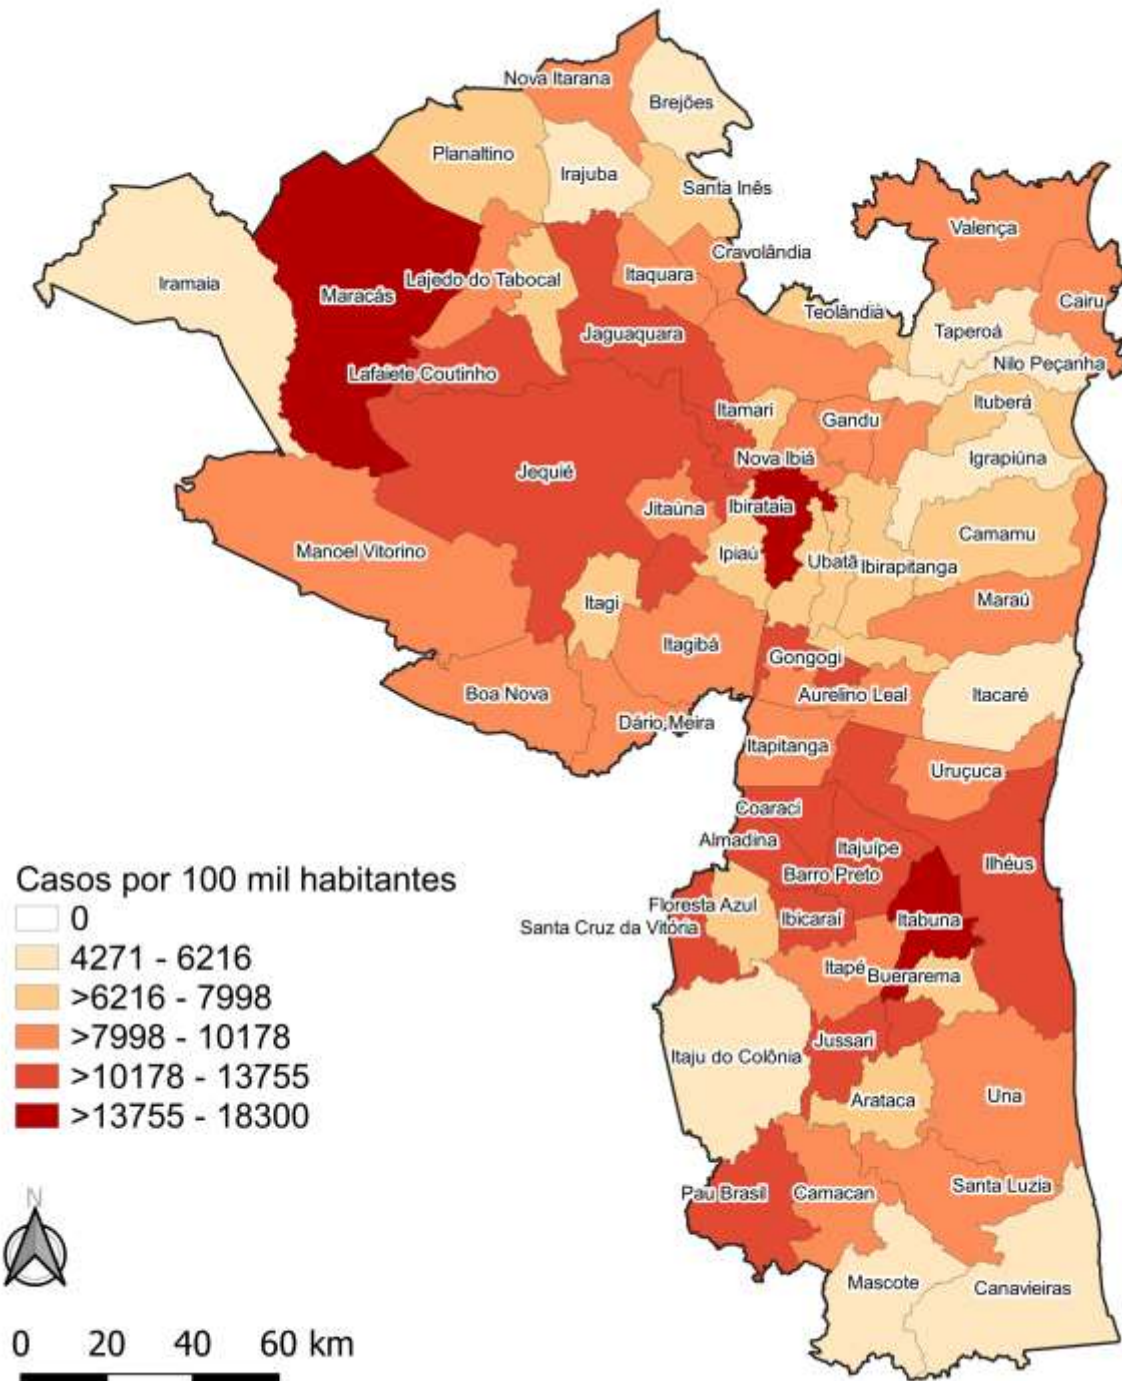 Nova Itarana
Brejões
Planaltino
Irajuba
Santa Inês
Valença
Cravolândia
Iramaia
Maracás
Lajedo do Tabocal
Itaquara
Cairu
Teolândia
Taperoá
Jaguaquara
Nilo Peçanha
Lafaiete Coutinho
Itamari
Ituberá
Gandu
Nova Ibiá
Igrapiúna
Jequié
Jitaúna
Ibirataia
Camamu
Manoel Vitorino
Ipiaú
Ubatã
Ibirapitanga
Itagi
Maraú
Itagibá
Gongogi
Boa Nova
Aurelino Leal
Itacaré
Dário Meira
Itapitanga
Uruçuca
Coaraci
Almadina
Itajuípe
Barro Preto
Ilhéus
Floresta Azul
Ibicaraí
Itabuna
Santa Cruz da Vitória
Itapé
Buerarema
Jussari
Itaju do Colônia
Arataca
Una
Pau Brasil
Camacan
Santa Luzia
Mascote
Canavieiras
Casos por 100 mil habitantes
0
4271 - 6216
>6216 - 7998
>7998 - 10178
>10178 - 13755
>13755 - 18300
N
0 20 40 60 km